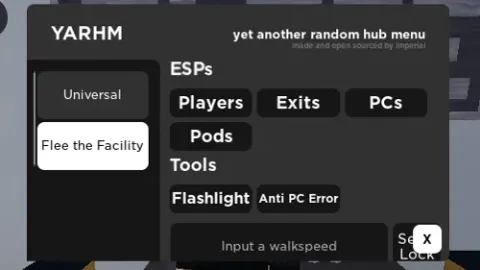 YARHM
yet another random hub menu
made and open sourced by Imperial
Universal
Flee the Facility
ESPs
Players Exits PCs
Pods
Tools
Flashlight Anti PC Error
Input a walkspeed
Lock
X